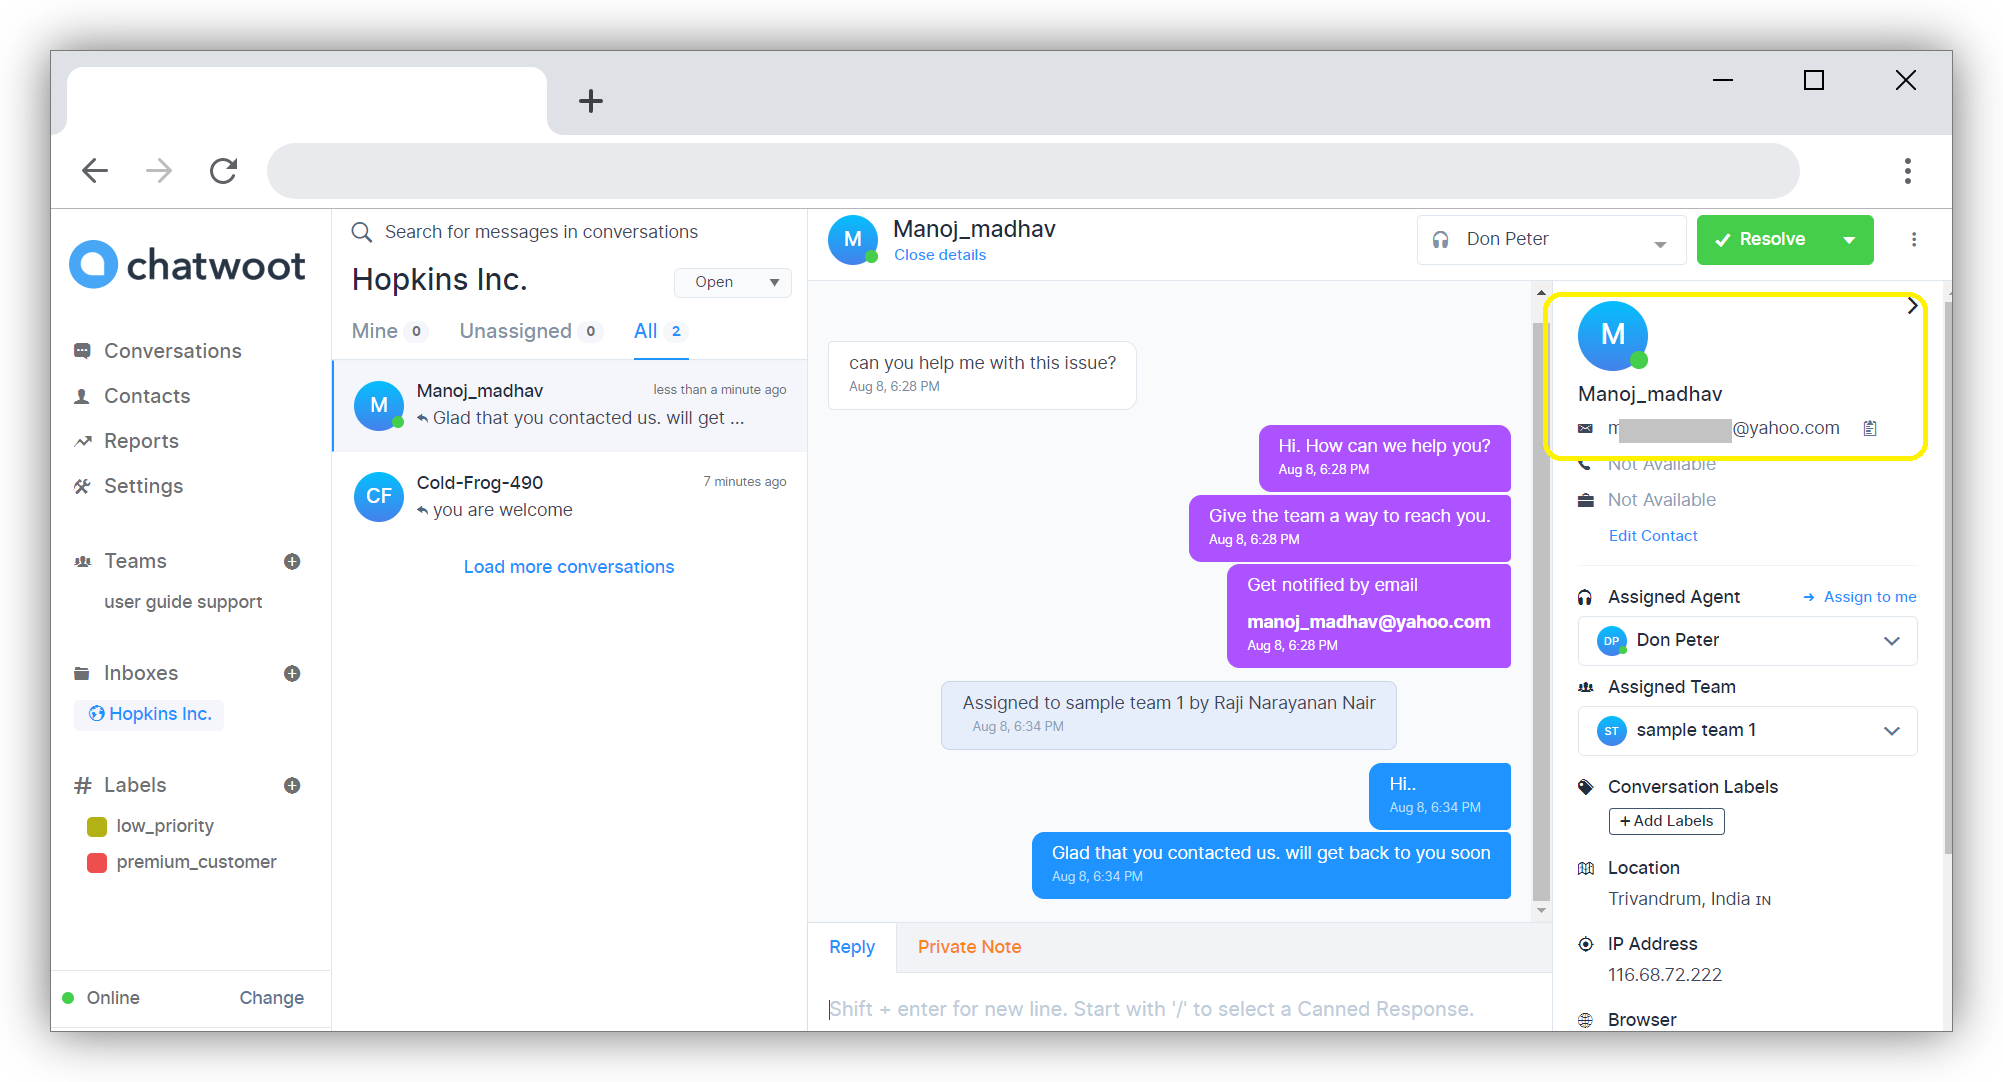 chatwoot
Conversations
Contacts
Reports
Settings
Teams
user guide support
Inboxes
Hopkins Inc.
Labels
low_priority
premium_customer
Online
Change
Search for messages in conversations
Hopkins Inc.
Open
Mine 0
Unassigned 0
All 2
M
Manoj_madhav
less than a minute ago
Glad that you contacted us. will get ...
CF
Cold-Frog-490
7 minutes ago
you are welcome
Load more conversations
M
Manoj_madhav
Close details
Don Peter
Resolve
can you help me with this issue?
Aug 8, 6:28 PM
Hi. How can we help you?
Aug 8, 6:28 PM
Give the team a way to reach you.
Aug 8, 6:28 PM
Get notified by email
manoj_madhav@yahoo.com
Aug 8, 6:28 PM
Assigned to sample team 1 by Raji Narayanan Nair
Aug 8, 6:34 PM
Hi..
Aug 8, 6:34 PM
Glad that you contacted us. will get back to you soon
Aug 8, 6:34 PM
Reply
Private Note
Shift + enter for new line. Start with '/' to select a Canned Response.
M
Manoj_madhav
m @yahoo.com
Not Available
Not Available
Edit Contact
Assigned Agent
Assign to me
DP
Don Peter
Assigned Team
ST
sample team 1
Conversation Labels
+ Add Labels
Location
Trivandrum, India IN
IP Address
116.68.72.222
Browser